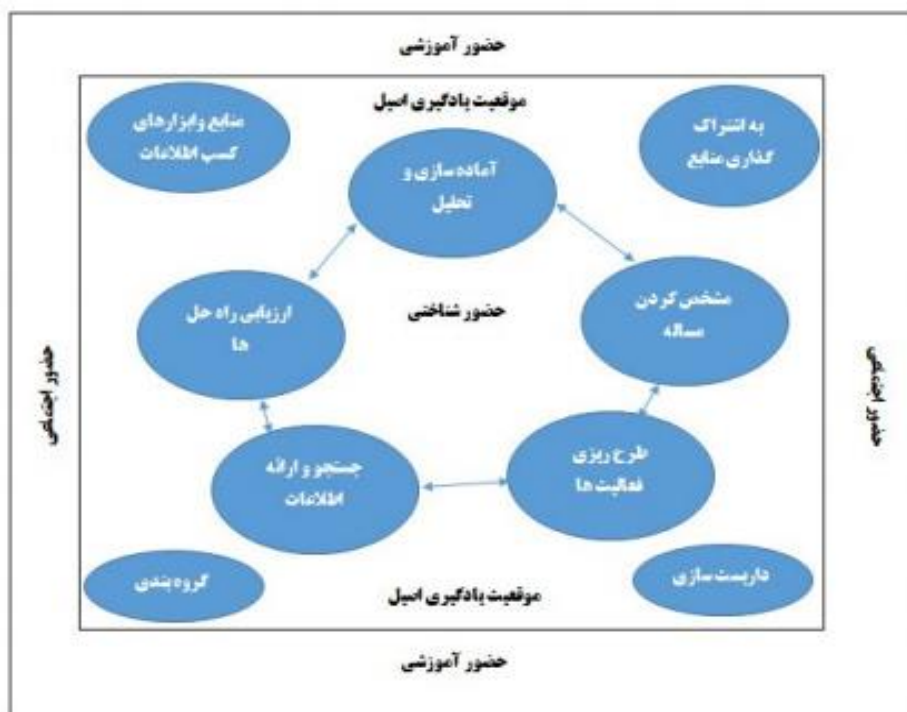 حضور آموزشی
موقعیت یادگیری اصیل
به اشتراک
گذاری منابع
منابع وابزارهای
کسب اطلاعات
آماده سازی و
تحلیل
مشخص کردن
مساله
ارزیابی راه حل
ها
حضور شناختی
حضور اجتماعی
حضور اجتماعی
طرح ریزی
فعالیت ها
جستجو و ارائه
اطلاعات
داربست سازی
گروه بندی
موقعیت یادگیری اصیل
حضور آموزشی